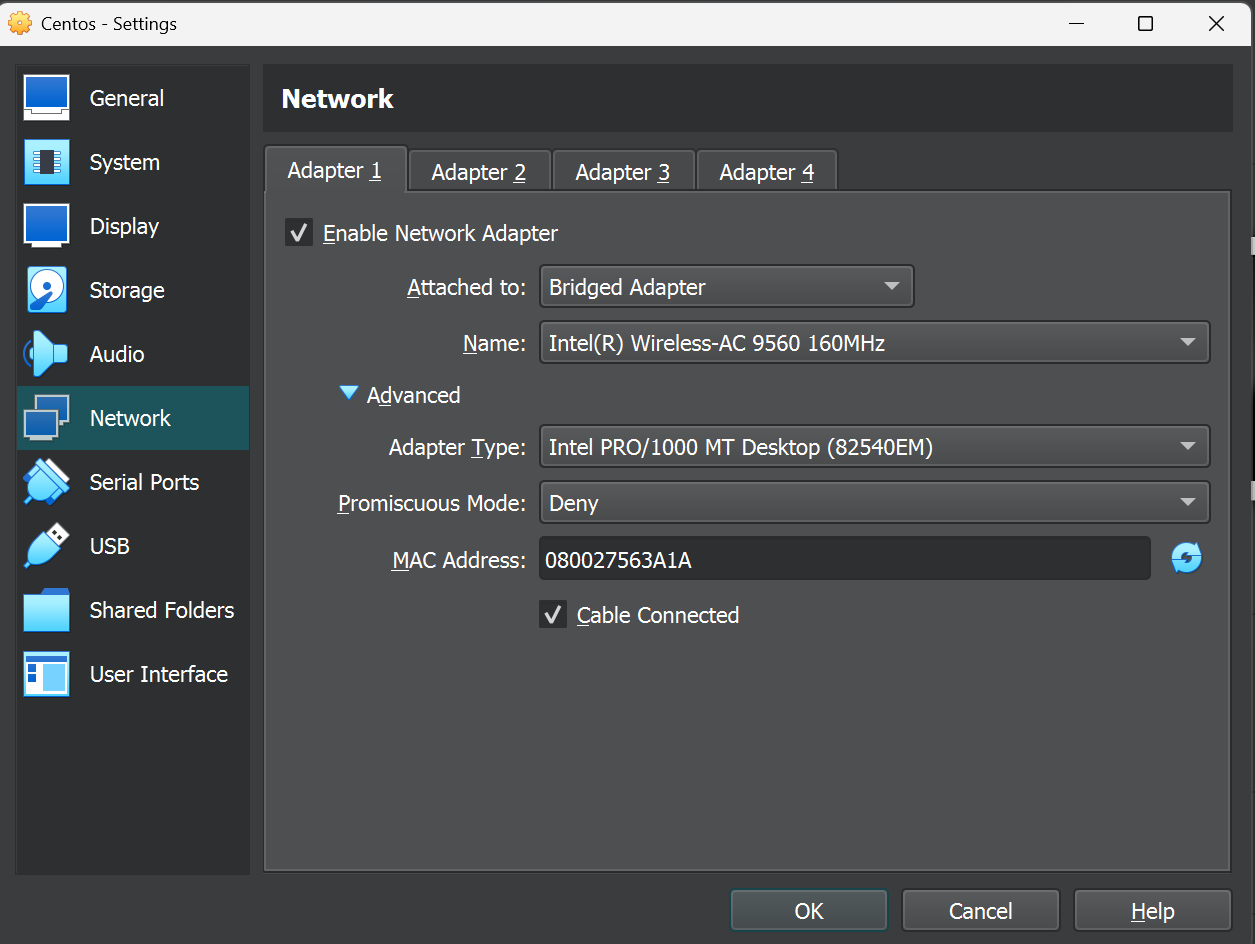 Centos - Settings
General
System
Display
Storage
Audio
Network
Serial Ports
USB
Shared Folders
User Interface
Network
Adapter 1 Adapter 2 Adapter 3 Adapter 4
Enable Network Adapter
Attached to: Bridged Adapter
Name: Intel(R) Wireless-AC 9560 160MHz
Advanced
Adapter Type: Intel PRO/1000 MT Desktop (82540EM)
Promiscuous Mode: Deny
MAC Address: 080027563A1A
Cable Connected
OK Cancel Help